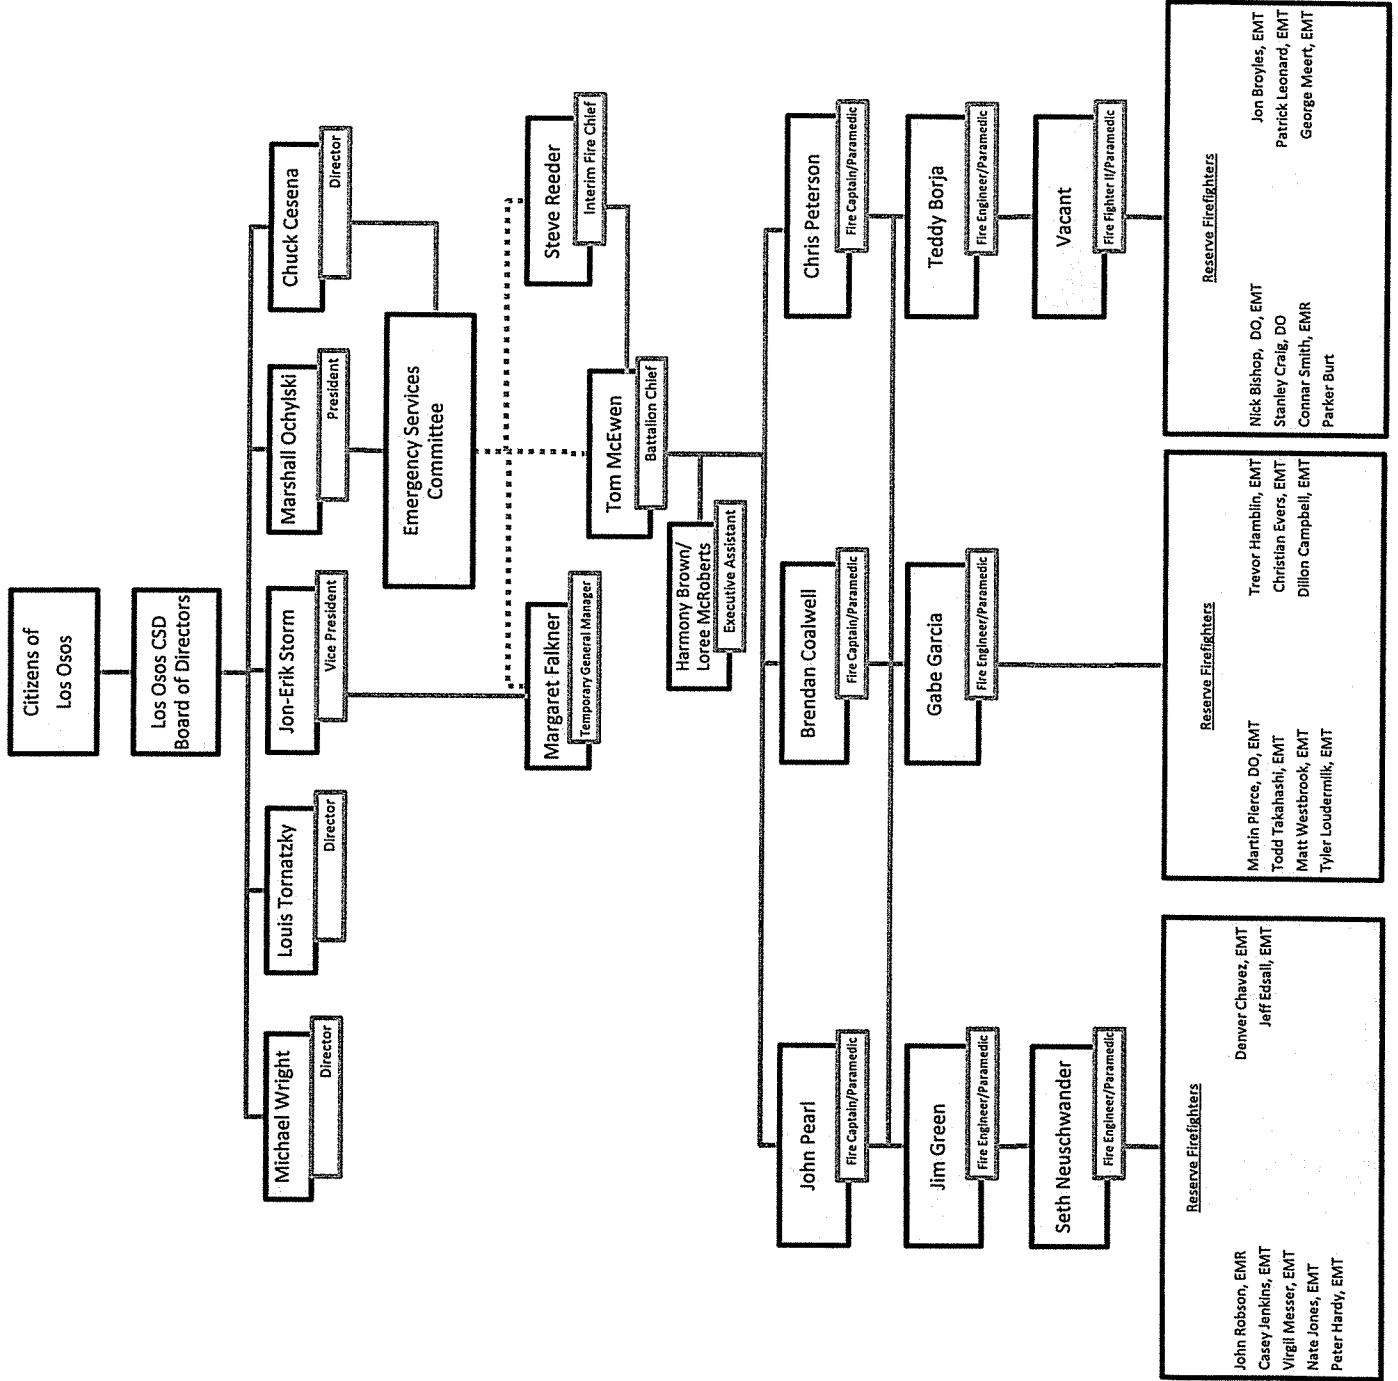 Citizens of
Los Osos
Los Osos CSD
Board of Directors
Michael Wright
Director
Louis Tornatzky
Director
Jon-Erik Storm
Vice President
Marshall Ochylski
President
Chuck Cesena
Director
Emergency Services
Committee
Margaret Falkner
Temporary General Manager
Steve Reeder
Interim Fire Chief
Tom McEwen
Battalion Chief
Harmony Brown/
Loree McRoberts
Executive Assistant
John Pearl
Fire Captain/Paramedic
Brendan Coalwell
Fire Captain/Paramedic
Chris Peterson
Fire Captain/Paramedic
Jim Green
Fire Engineer/Paramedic
Gabe Garcia
Fire Engineer/Paramedic
Teddy Borja
Fire Engineer/Paramedic
Seth Neuschwander
Fire Engineer/Paramedic
Vacant
Fire Fighter II/Paramedic
Reserve Firefighters
John Robson, EMR
Casey Jenkins, EMT
Virgil Messer, EMT
Nate Jones, EMT
Peter Hardy, EMT
Denver Chavez, EMT
Jeff Edsall, EMT
Reserve Firefighters
Martin Pierce, DO, EMT
Todd Takahashi, EMT
Matt Westbrook, EMT
Tyler Loudermilk, EMT
Trevor Hamblin, EMT
Christian Evers, EMT
Dillon Campbell, EMT
Reserve Firefighters
Nick Bishop, DO, EMT
Stanley Craig, DO
Connar Smith, EMR
Parker Burt
Jon Broyles, EMT
Patrick Leonard, EMT
George Meert, EMT